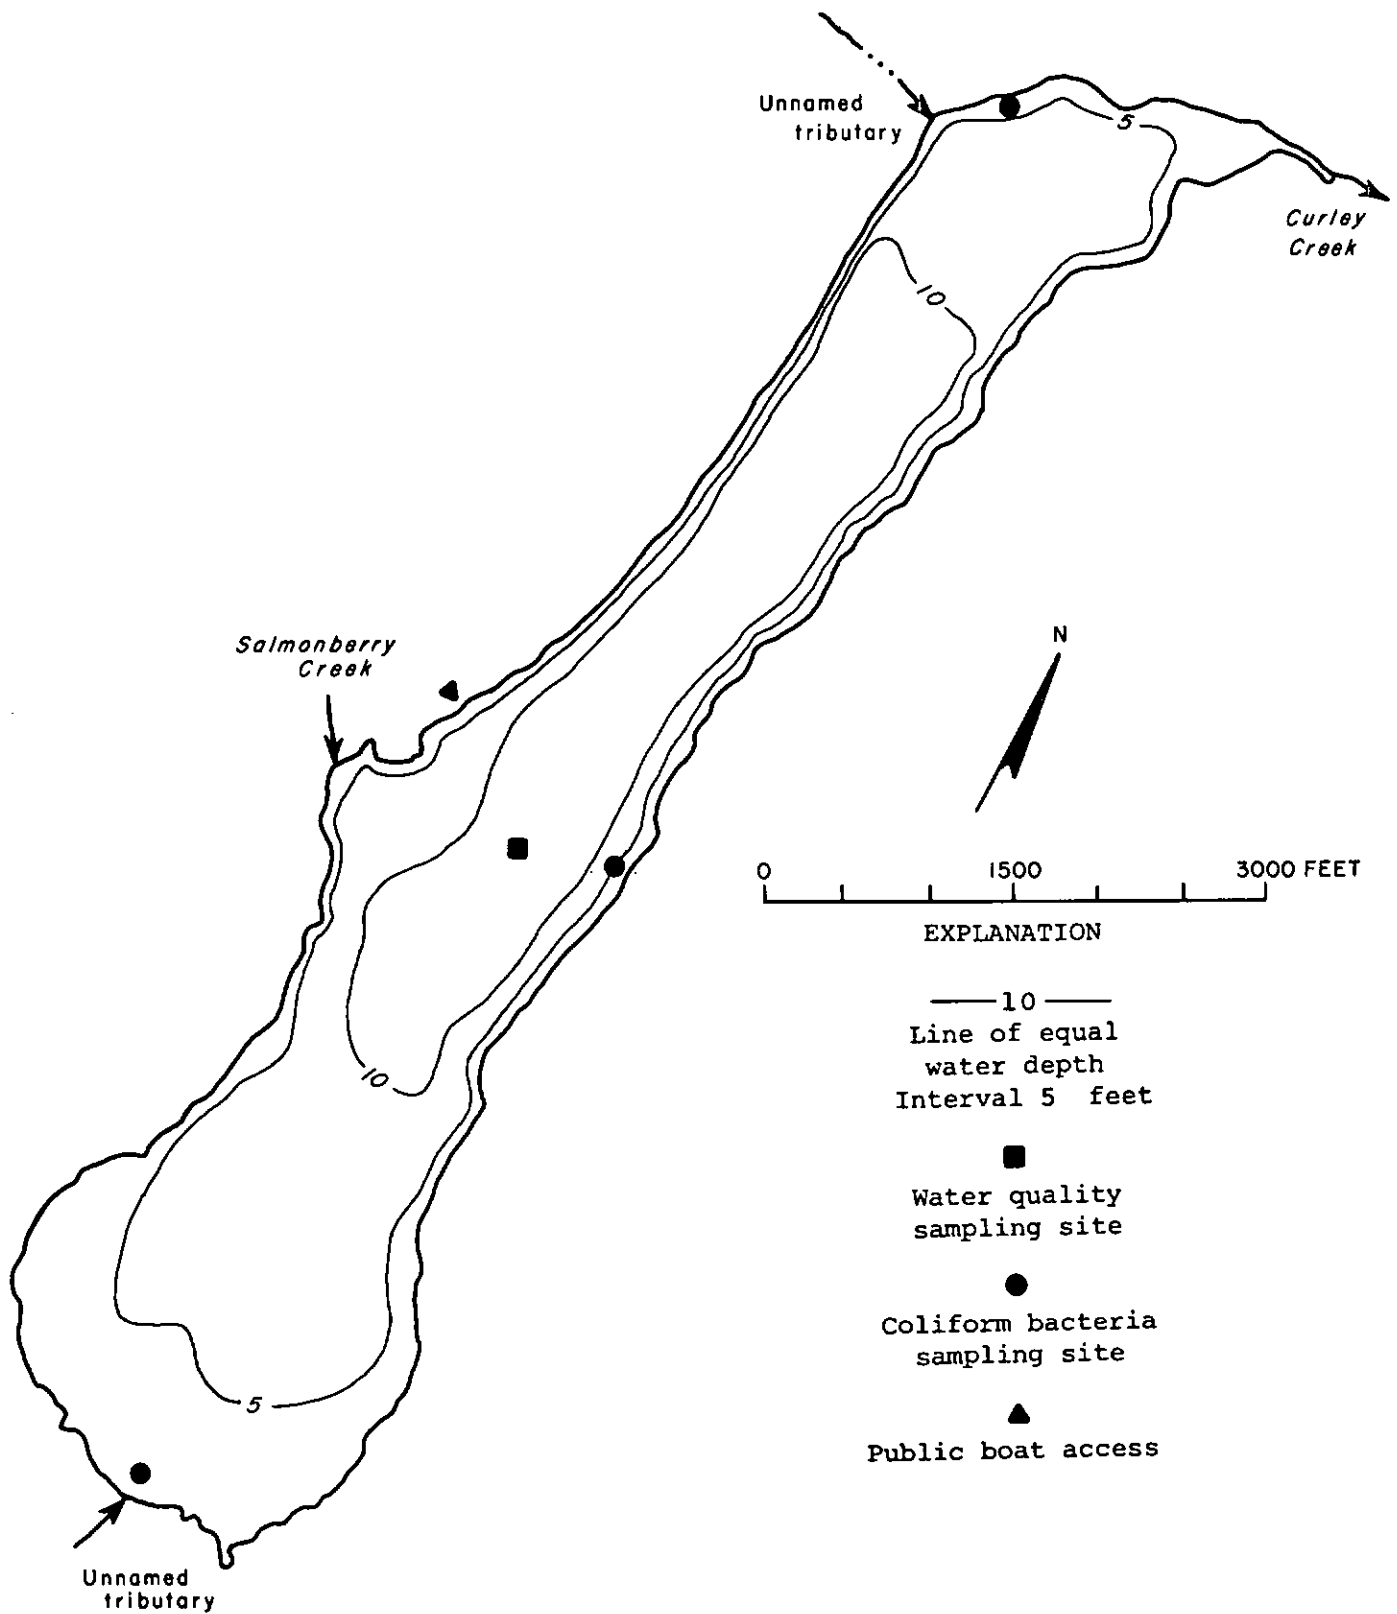 Unnamed
tributary
5
Curley
Creek
10
Salmonberry
Creek
N
0 1500 3000 FEET
EXPLANATION
10
Line of equal
water depth
Interval 5 feet
10
Water quality
sampling site
Coliform bacteria
sampling site
5
Public boat access
Unnamed
tributary